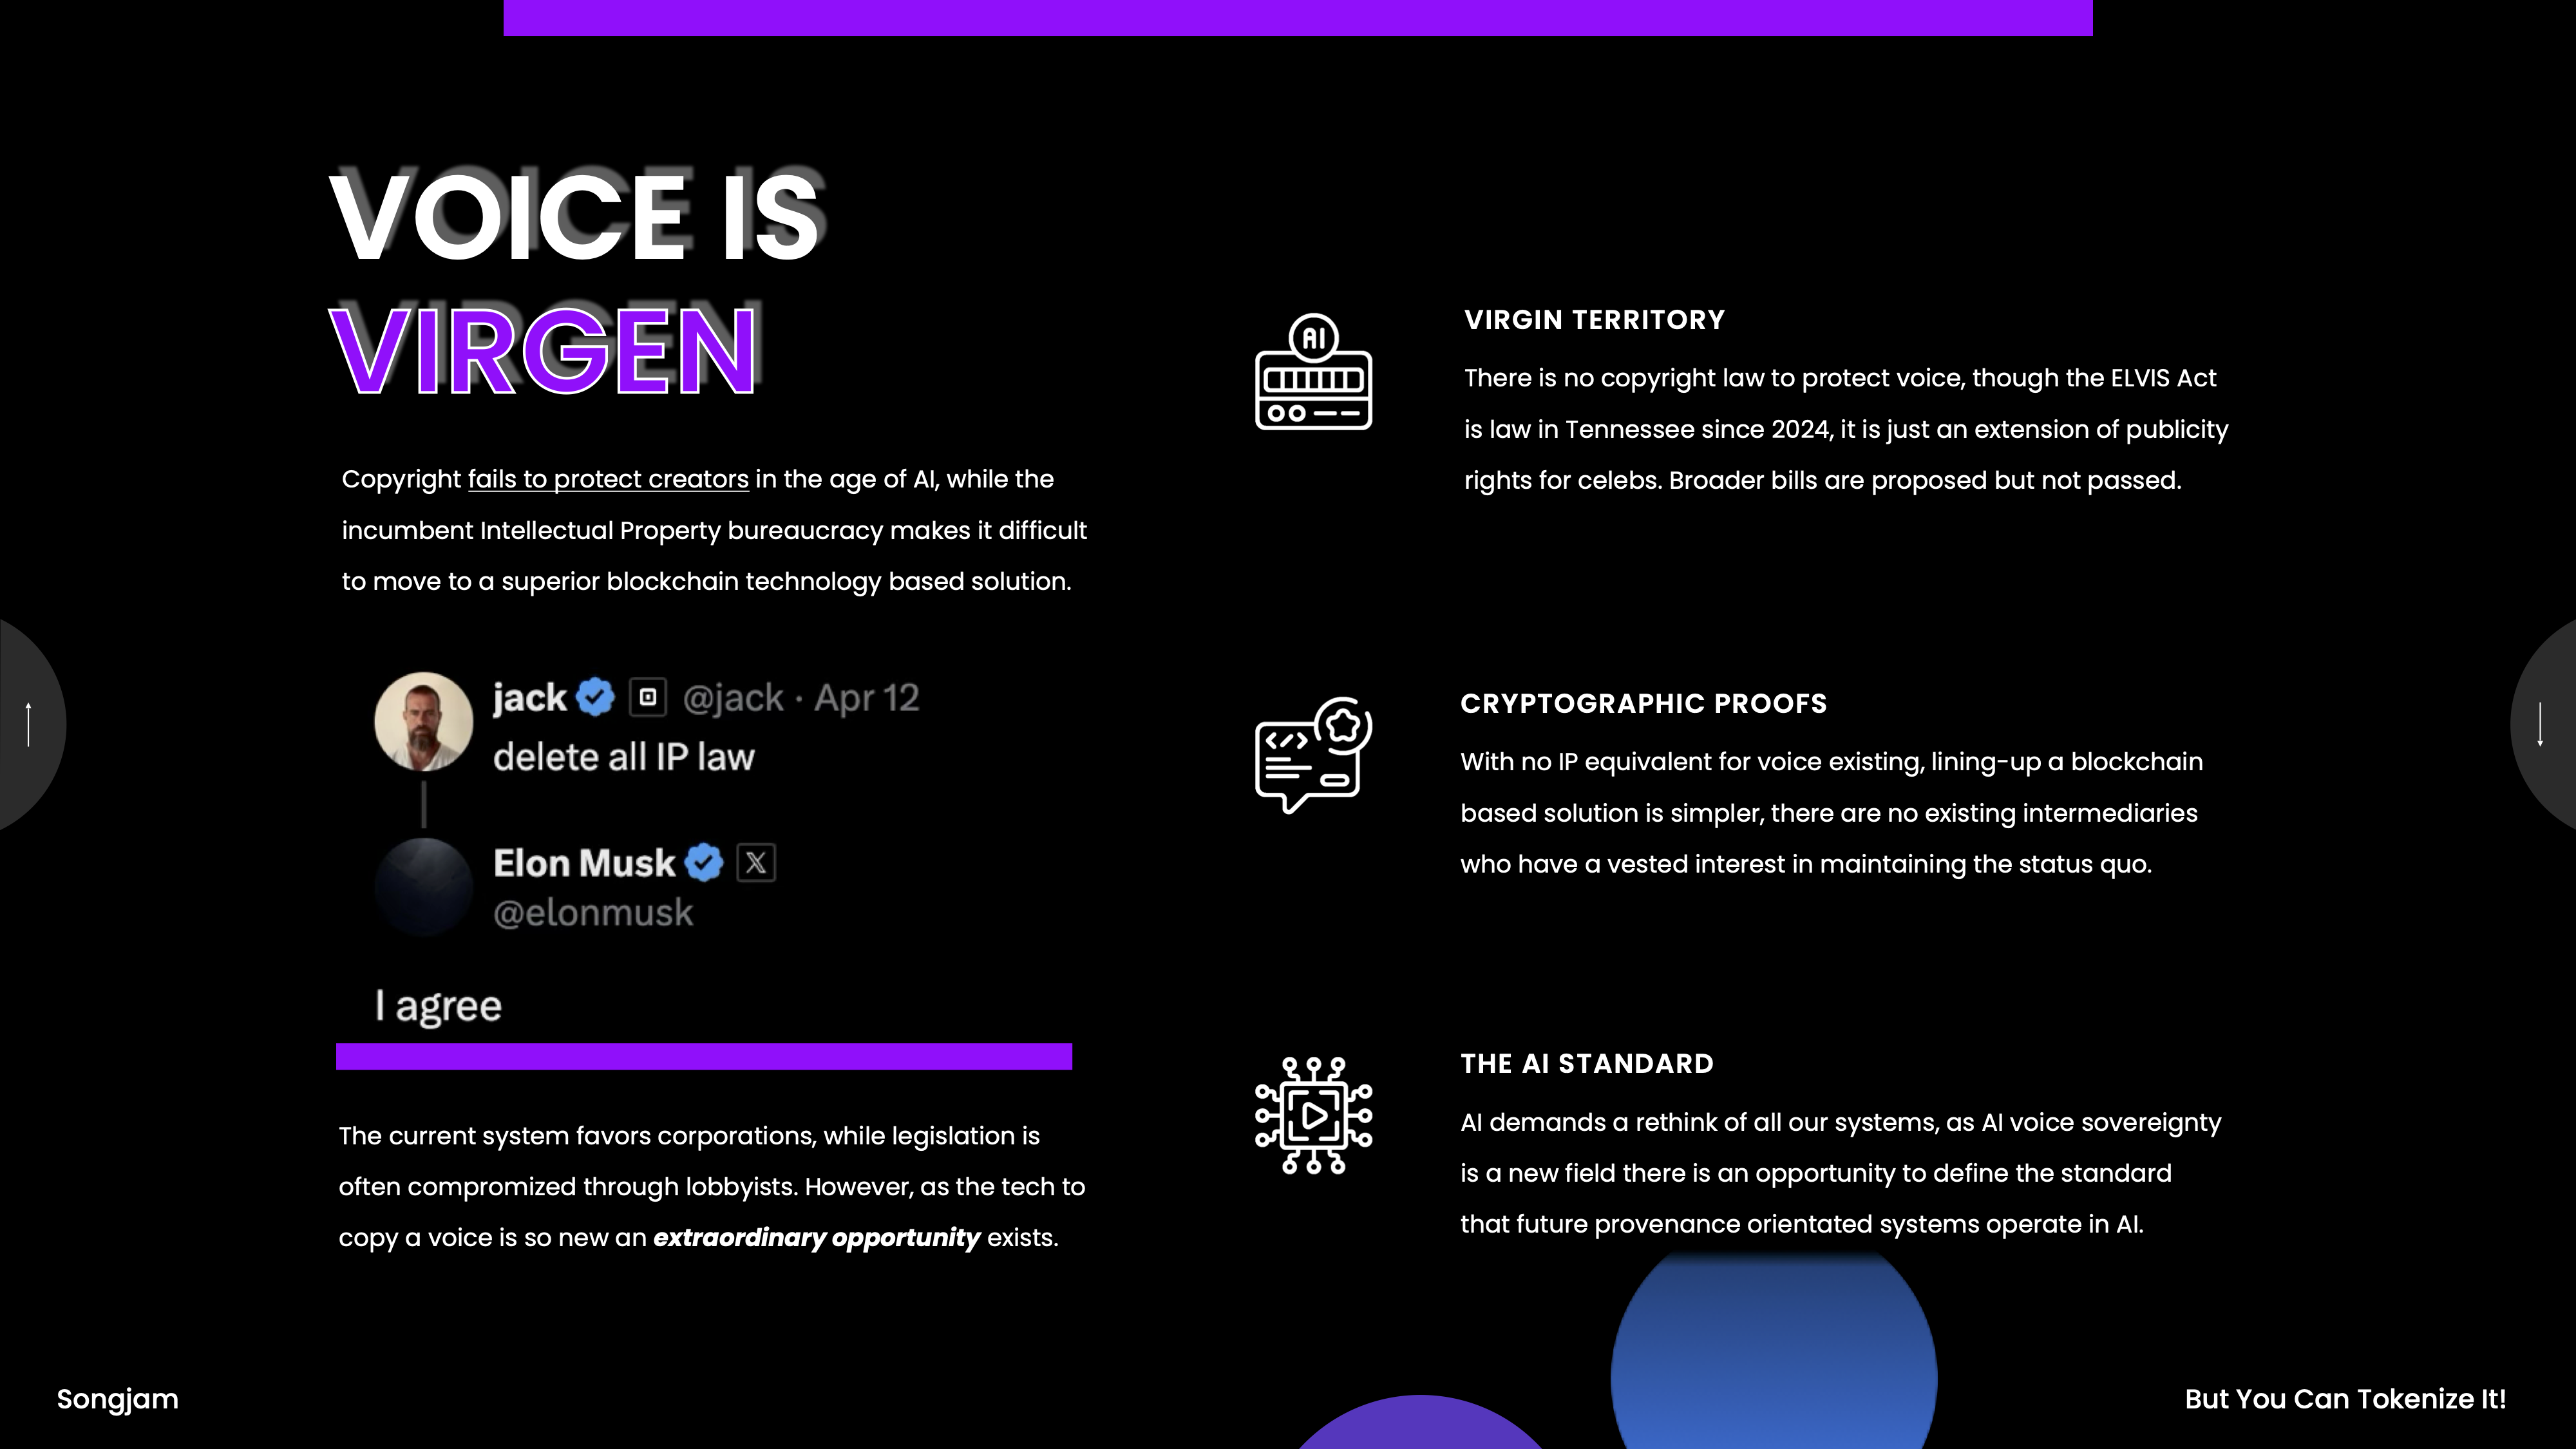 VOICE IS
VIRGEN
Copyright fails to protect creators in the age of AI, while the
incumbent Intellectual Property bureaucracy makes it difficult
to move to a superior blockchain technology based solution.
jack @jack · Apr 12
delete all IP law
Elon Musk
@elonmusk
I agree
The current system favors corporations, while legislation is
often compromized through lobbyists. However, as the tech to
copy a voice is so new an extraordinary opportunity exists.
AI
VIRGIN TERRITORY
There is no copyright law to protect voice, though the ELVIS Act
is law in Tennessee since 2024, it is just an extension of publicity
rights for celebs. Broader bills are proposed but not passed.
CRYPTOGRAPHIC PROOFS
With no IP equivalent for voice existing, lining-up a blockchain
based solution is simpler, there are no existing intermediaries
who have a vested interest in maintaining the status quo.
THE AI STANDARD
AI demands a rethink of all our systems, as AI voice sovereignty
is a new field there is an opportunity to define the standard
that future provenance orientated systems operate in AI.
Songjam
But You Can Tokenize It!